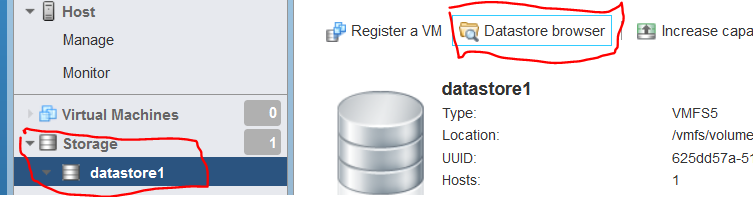 Host
Manage
Monitor
Virtual Machines 0
Storage 1
datastore1
Register a VM Datastore browser Increase capa
datastore1
Type: VMFS5
Location: /vmfs/volume
UUID: 625dd57a-51
Hosts: 1